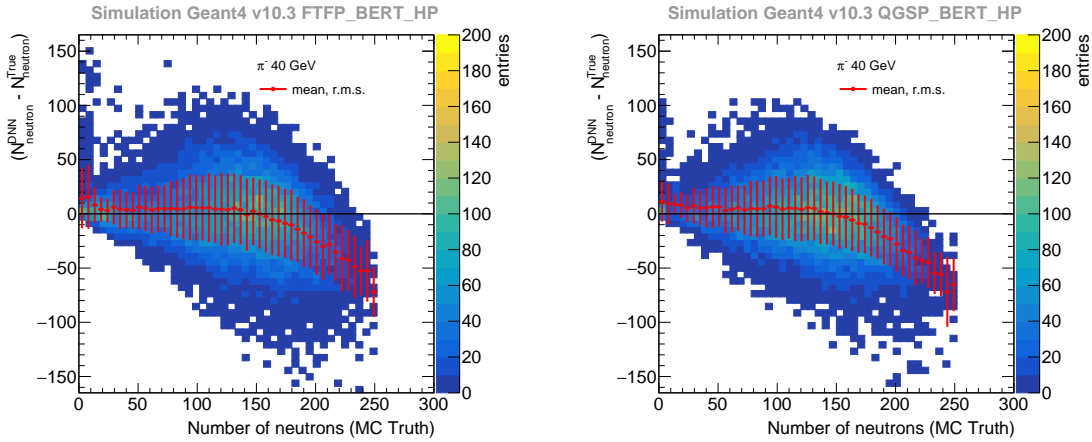 Simulation Geant4 v10.3 FTFP_BERT_HP
(N^DNN_neutron - N^True_neutron)
150
100
50
0
−50
−100
−150
π⁻ 40 GeV
mean, r.m.s.
0 50 100 150 200 250 300
Number of neutrons (MC Truth)
entries
200
180
160
140
120
100
80
60
40
20
0
Simulation Geant4 v10.3 QGSP_BERT_HP
(N^DNN_neutron - N^True_neutron)
150
100
50
0
−50
−100
−150
π⁻ 40 GeV
mean, r.m.s.
0 50 100 150 200 250 300
Number of neutrons (MC Truth)
entries
200
180
160
140
120
100
80
60
40
20
0